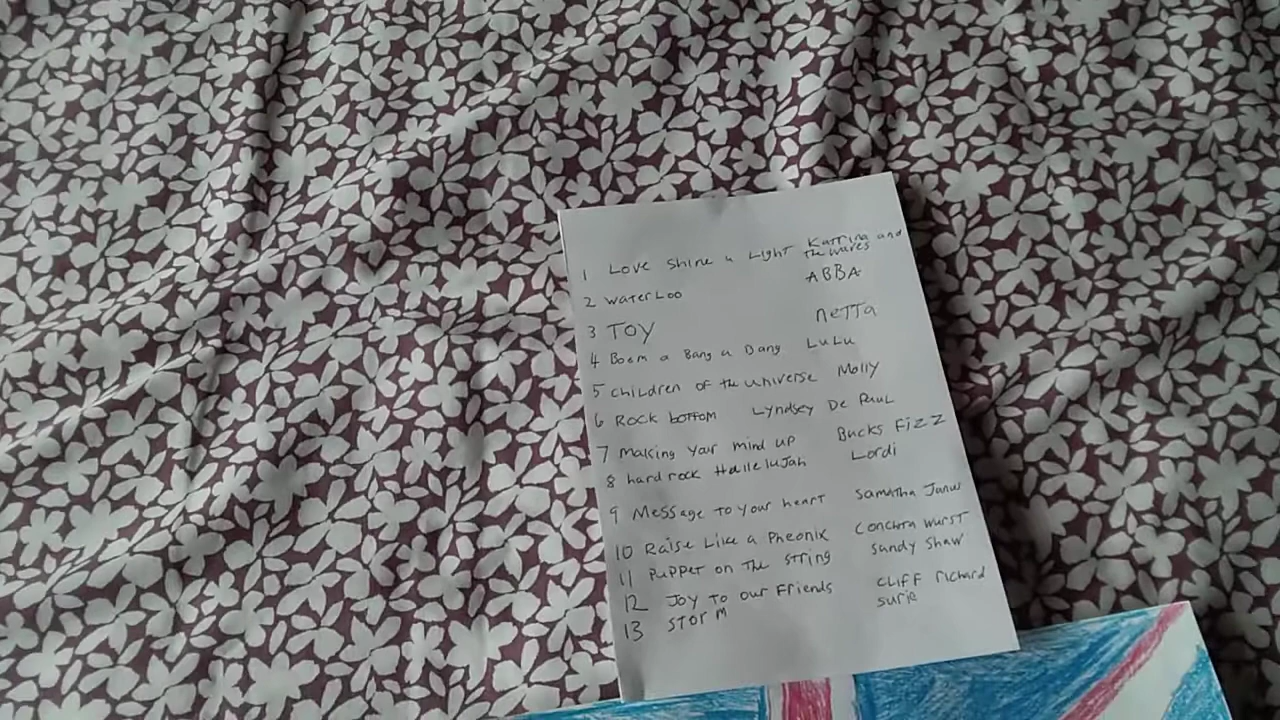 1 Love Shine a Light Katrina and the waves
2 waterLoo ABBA
3 TOY netta
4 Boem a Bang a Dang LuLu
5 children of the universe Molly
6 Rock bottom Lyndsey De Paul
7 making your mind up Bucks Fizz
8 hard rock Hallelujah Lordi
9 Message to your heart Samatha Janus
10 Raise Like a Pheonix Conchita wurst
11 Puppet on The string sandy shaw
12 Joy to our Friends CLiFF richard
13 STorM surie